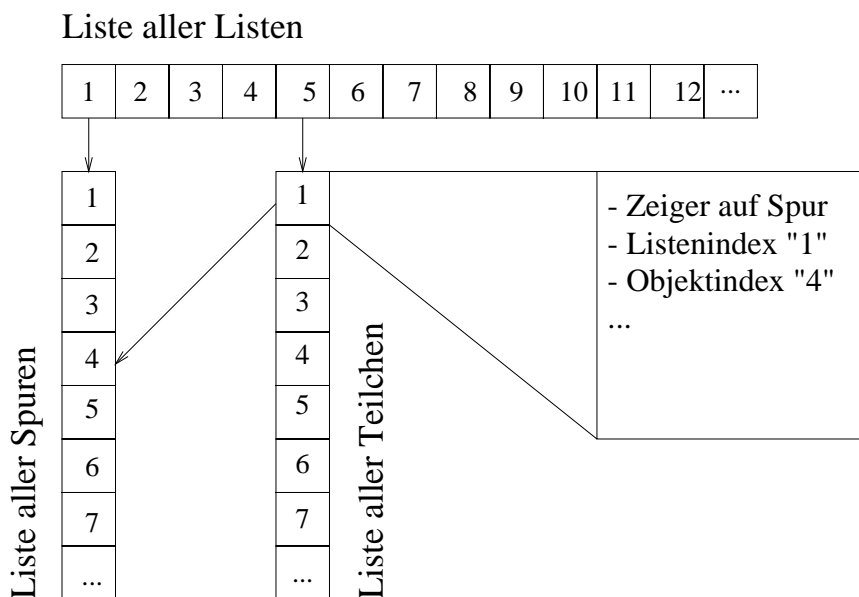 Liste aller Listen
1 2 3 4 5 6 7 8 9 10 11 12 ...
Liste aller Spuren
1
2
3
4
5
6
7
...
Liste aller Teilchen
1
2
3
4
5
6
7
...
- Zeiger auf Spur
- Listenindex "1"
- Objektindex "4"
...